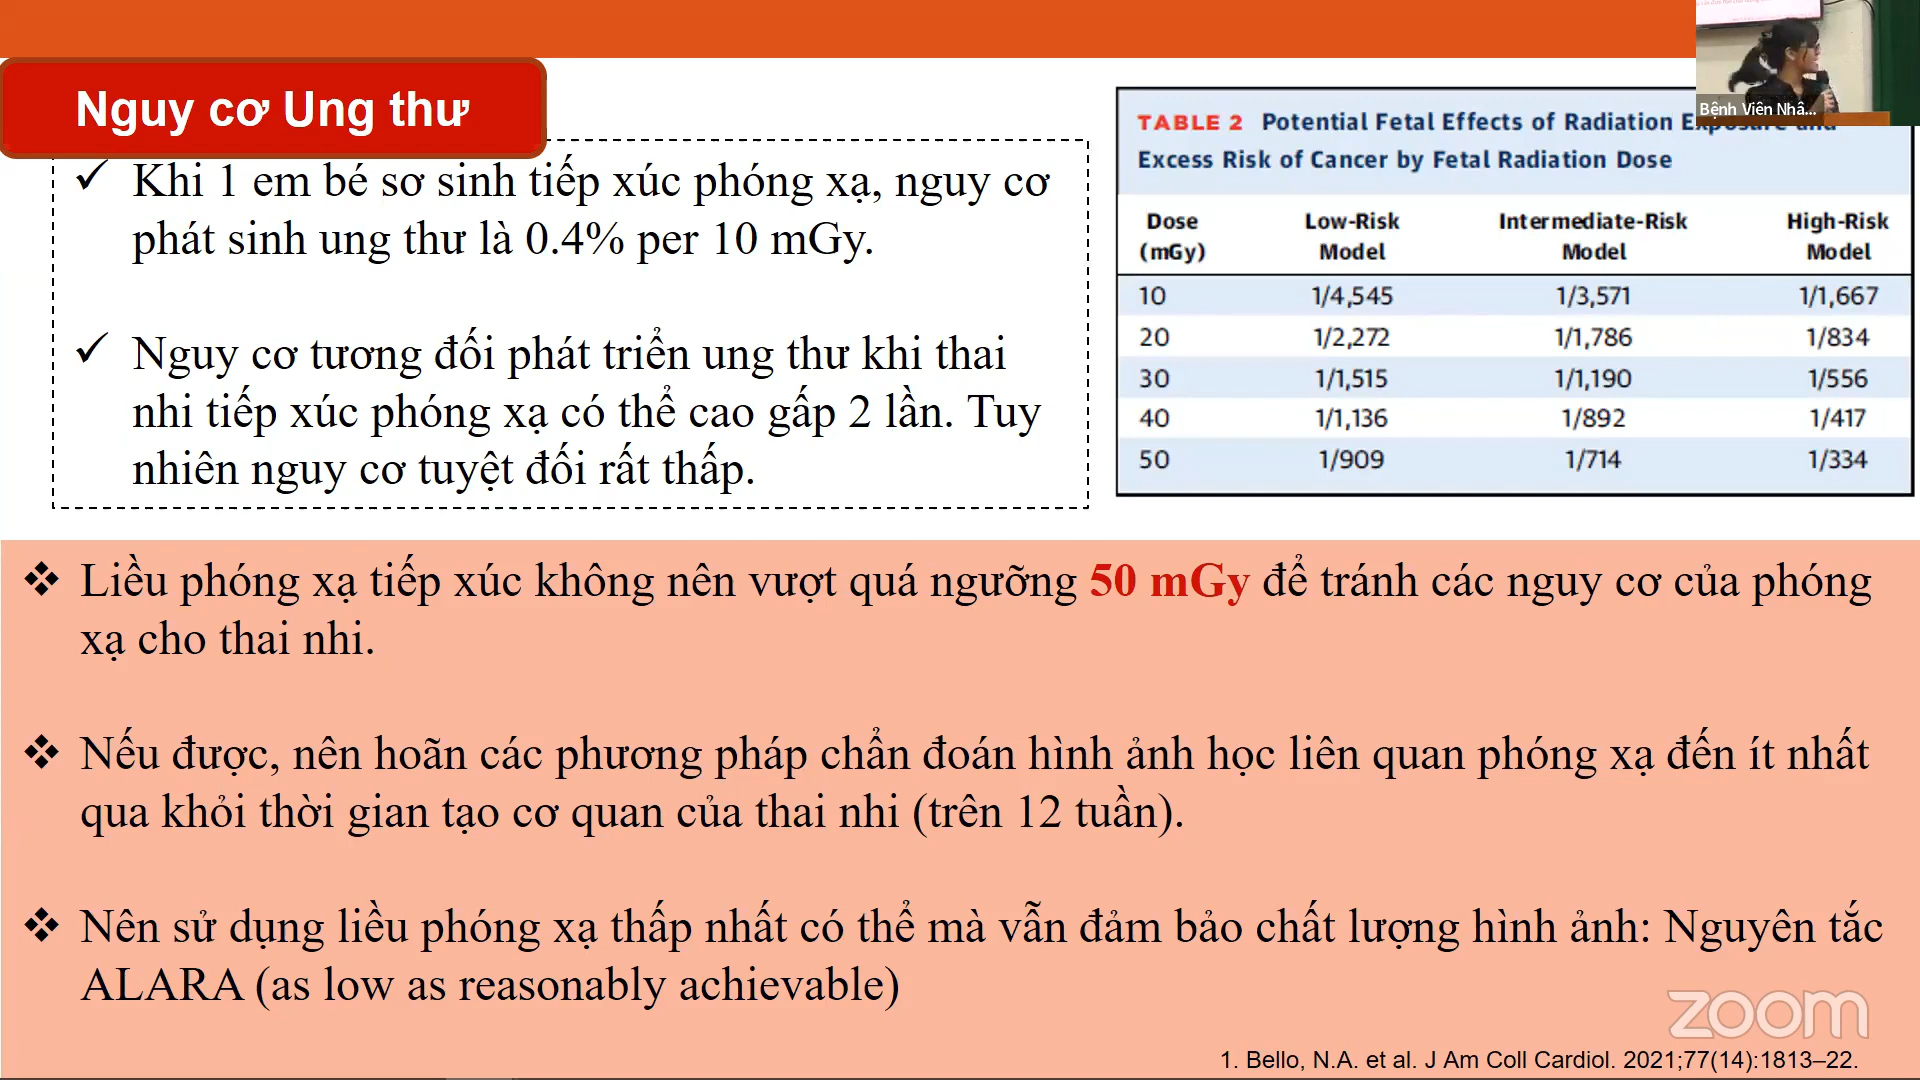 Nguy cơ Ung thư
✓ Khi 1 em bé sơ sinh tiếp xúc phóng xạ, nguy cơ
phát sinh ung thư là 0.4% per 10 mGy.
✓ Nguy cơ tương đối phát triển ung thư khi thai
nhi tiếp xúc phóng xạ có thể cao gấp 2 lần. Tuy
nhiên nguy cơ tuyệt đối rất thấp.
Bệnh Viên Nhâ...
TABLE 2 Potential Fetal Effects of Radiation Exposure and
Excess Risk of Cancer by Fetal Radiation Dose
Dose (mGy) Low-Risk Model Intermediate-Risk Model High-Risk Model
10 1/4,545 1/3,571 1/1,667
20 1/2,272 1/1,786 1/834
30 1/1,515 1/1,190 1/556
40 1/1,136 1/892 1/417
50 1/909 1/714 1/334
❖ Liều phóng xạ tiếp xúc không nên vượt quá ngưỡng 50 mGy để tránh các nguy cơ của phóng
xạ cho thai nhi.
❖ Nếu được, nên hoãn các phương pháp chẩn đoán hình ảnh học liên quan phóng xạ đến ít nhất
qua khỏi thời gian tạo cơ quan của thai nhi (trên 12 tuần).
❖ Nên sử dụng liều phóng xạ thấp nhất có thể mà vẫn đảm bảo chất lượng hình ảnh: Nguyên tắc
ALARA (as low as reasonably achievable)
zoom
1. Bello, N.A. et al. J Am Coll Cardiol. 2021;77(14):1813–22.